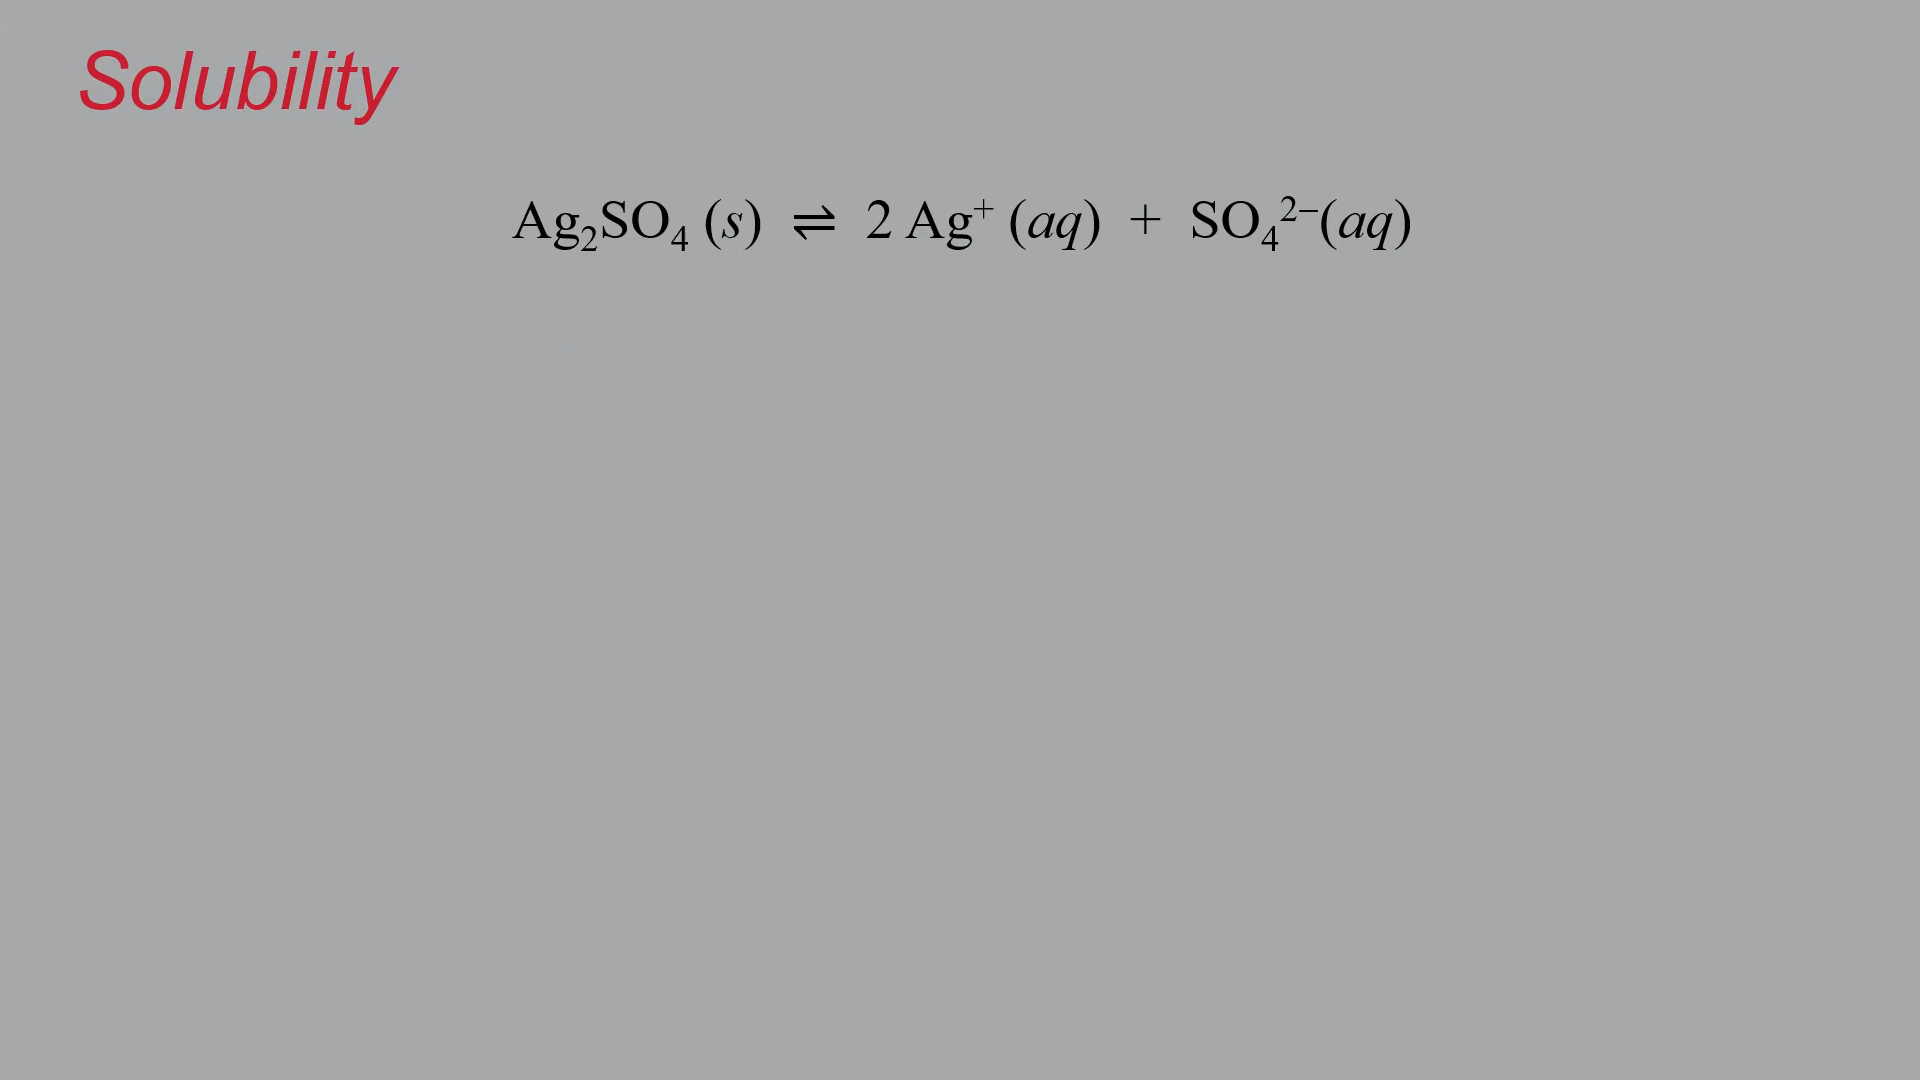 Solubility
Ag₂SO₄ (s) ⇌ 2 Ag⁺ (aq) + SO₄²⁻(aq)